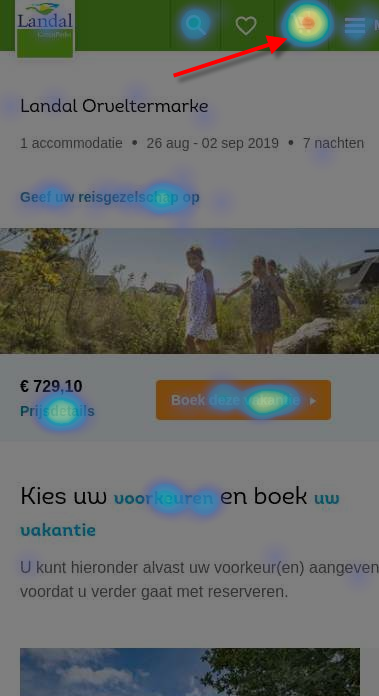 Landal
GreenParks
Landal Orveltermarke
1 accommodatie • 26 aug - 02 sep 2019 • 7 nachten
Geef uw reisgezelschap op
€ 729,10
Prijsdetails
Boek deze vakantie
Kies uw voorkeuren en boek uw
vakantie
U kunt hieronder alvast uw voorkeur(en) aangeven
voordat u verder gaat met reserveren.